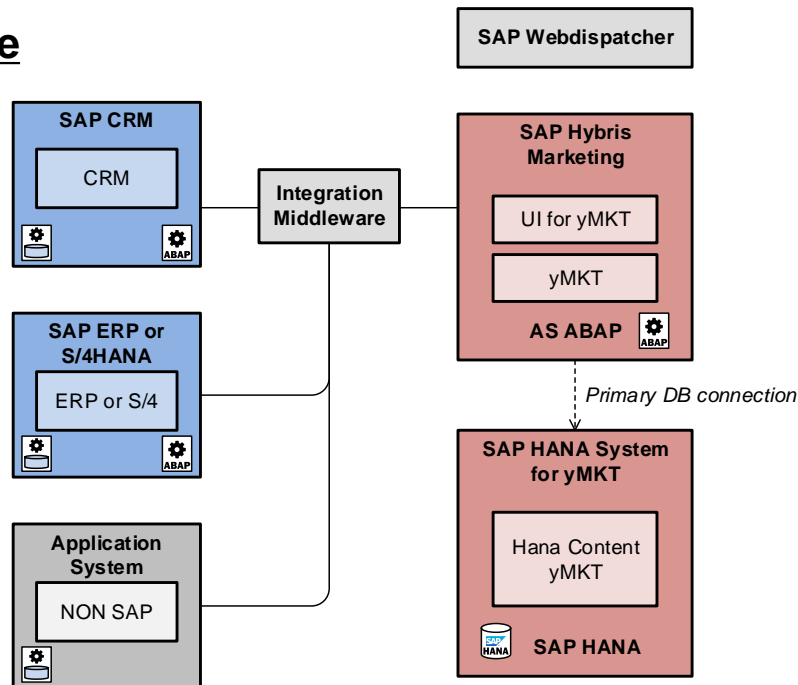 e
SAP Webdispatcher
SAP CRM
CRM
ABAP
Integration
Middleware
SAP Hybris
Marketing
UI for yMKT
yMKT
AS ABAP
ABAP
SAP ERP or
S/4HANA
ERP or S/4
ABAP
Primary DB connection
SAP HANA System
for yMKT
Hana Content
yMKT
SAP
HANA
SAP HANA
Application
System
NON SAP